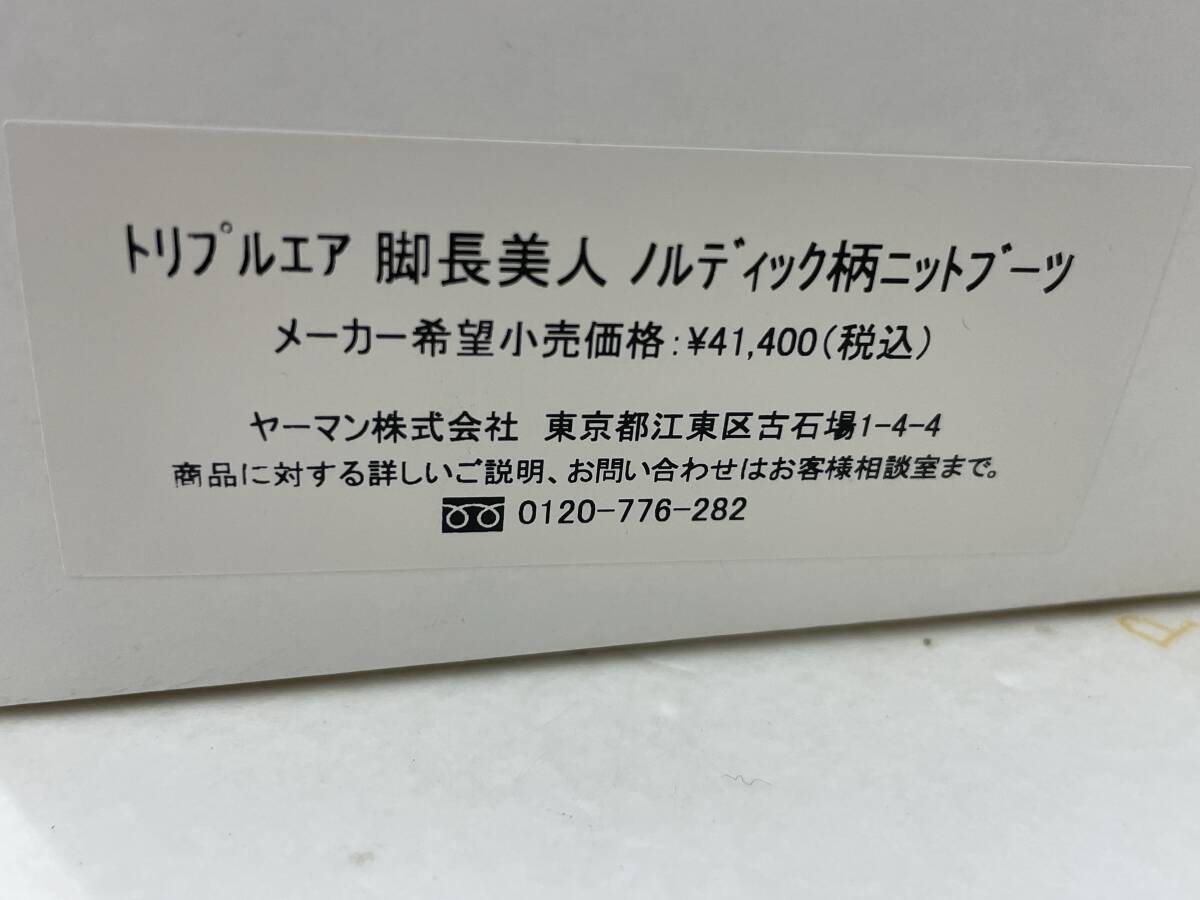 トリプルエア 脚長美人 ノルディック柄ニットブーツ
メーカー希望小売価格:¥41,400(税込)
ヤーマン株式会社 東京都江東区古石場1-4-4
商品に対する詳しいご説明、お問い合わせはお客様相談室まで。
0120-776-282